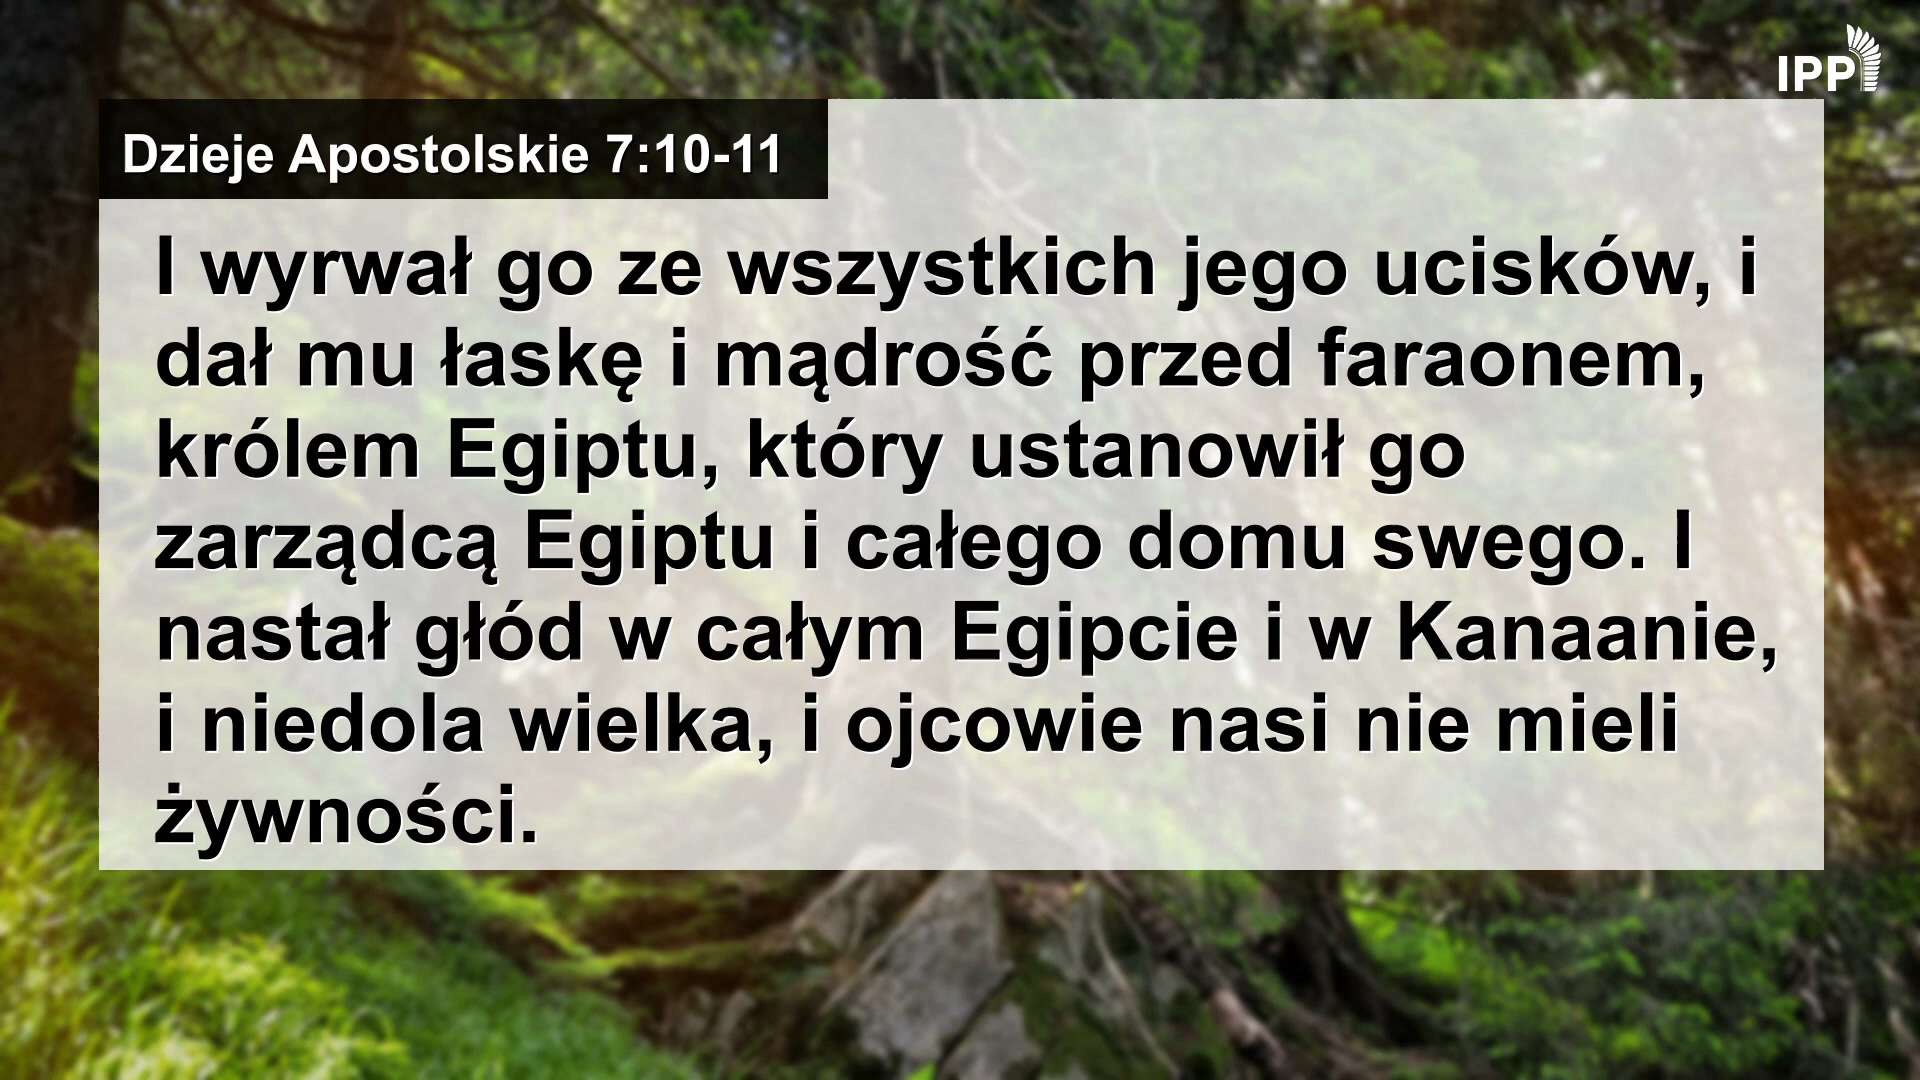 IPP
Dzieje Apostolskie 7:10-11
I wyrwał go ze wszystkich jego ucisków, i
dał mu łaskę i mądrość przed faraonem,
królem Egiptu, który ustanowił go
zarządcą Egiptu i całego domu swego. I
nastał głód w całym Egipcie i w Kanaanie,
i niedola wielka, i ojcowie nasi nie mieli
żywności.